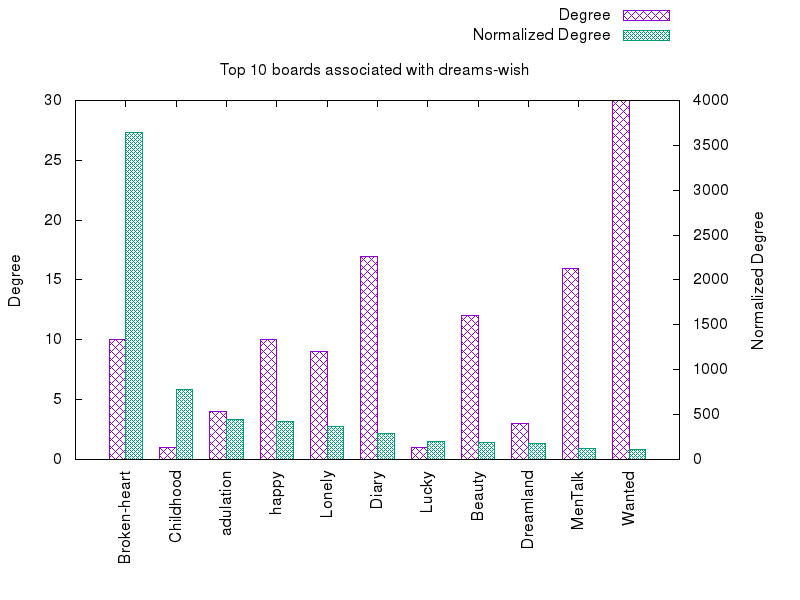 Degree
Normalized Degree
Top 10 boards associated with dreams-wish
30
25
20
15
10
5
0
4000
3500
3000
2500
2000
1500
1000
500
0
Degree
Normalized Degree
Broken-heart
Childhood
adulation
happy
Lonely
Diary
Lucky
Beauty
Dreamland
MenTalk
Wanted